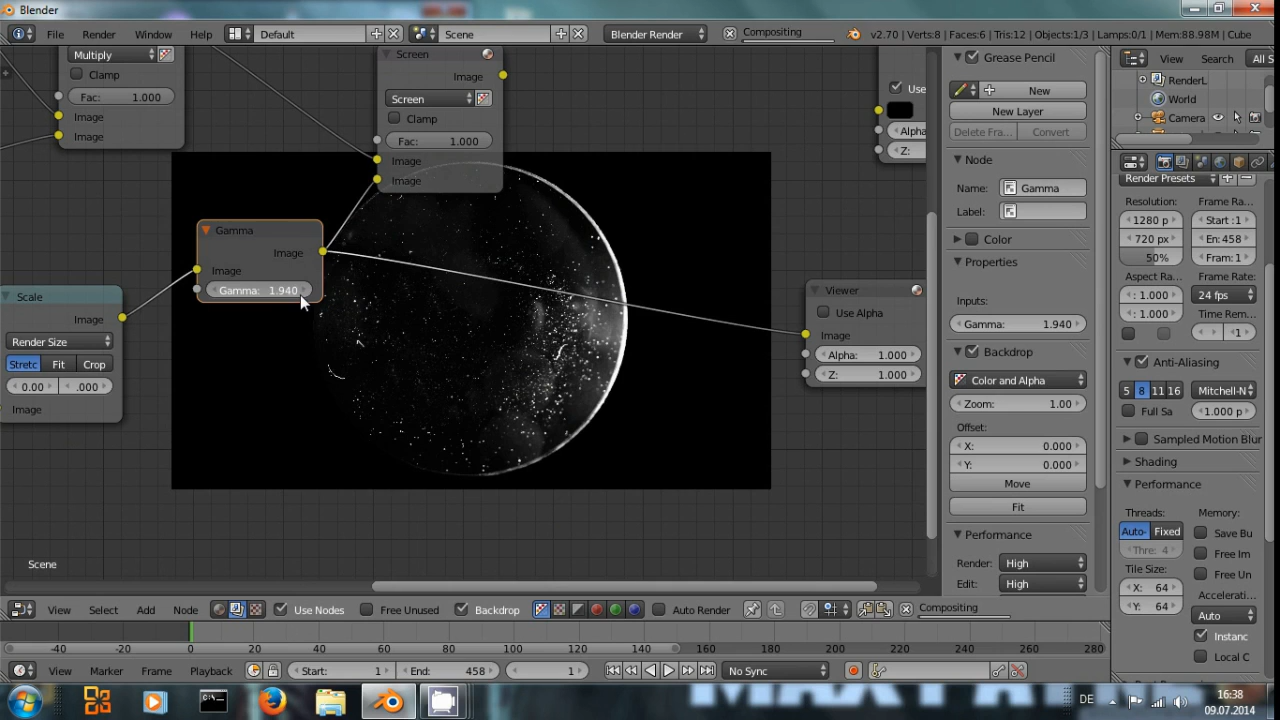 Blender
File Render Window Help Default Scene Blender Render Compositing v2.70 | Verts:8 | Faces:6 | Tris:12 | Objects:1/3 | Lamps:0/1 | Mem:88.98M | Cube
Multiply
Clamp
Fac: 1.000
Image
Image
Screen
Image
Screen
Clamp
Fac: 1.000
Image
Image
Gamma
Image
Image
Gamma: 1.940
Scale
Image
Render Size
Stretc Fit Crop
0.00 .000
Image
Use
Alpha
Z:
Viewer
Use Alpha
Image
Alpha: 1.000
Z: 1.000
Scene
Grease Pencil
New
New Layer
Delete Fra... Convert
Node
Name: Gamma
Label:
Color
Properties
Inputs:
Gamma: 1.940
Backdrop
Color and Alpha
Zoom: 1.00
Offset:
X: 0.000
Y: 0.000
Move
Fit
Performance
Render: High
Edit: High
View Search All S
RenderL
World
Camera
Render Presets
Resolution: Frame Ra...
1280 p Start :1
720 px En: 458
50% Fram: 1
Aspect Ra Frame Rate:
: 1.000 24 fps
: 1.000 Time Rem...
1
Anti-Aliasing
5 8 11 16 Mitchell-N
Full Sa 1.000 p
Sampled Motion Blur
Shading
Performance
Threads: Memory:
Auto- Fixed Save Bu
Thre: 4 Free Im
Tile Size: Free Un
X: 64 Accelerati...
Y: 64 Auto
Instanc
Local C
View Select Add Node Use Nodes Free Unused Backdrop Auto Render Compositing
-40 -20 0 20 40 60 80 100 120 140 160 180 200 220 240 260 280
View Marker Frame Playback Start: 1 End: 458 1 No Sync
DE 16:38
09.07.2014